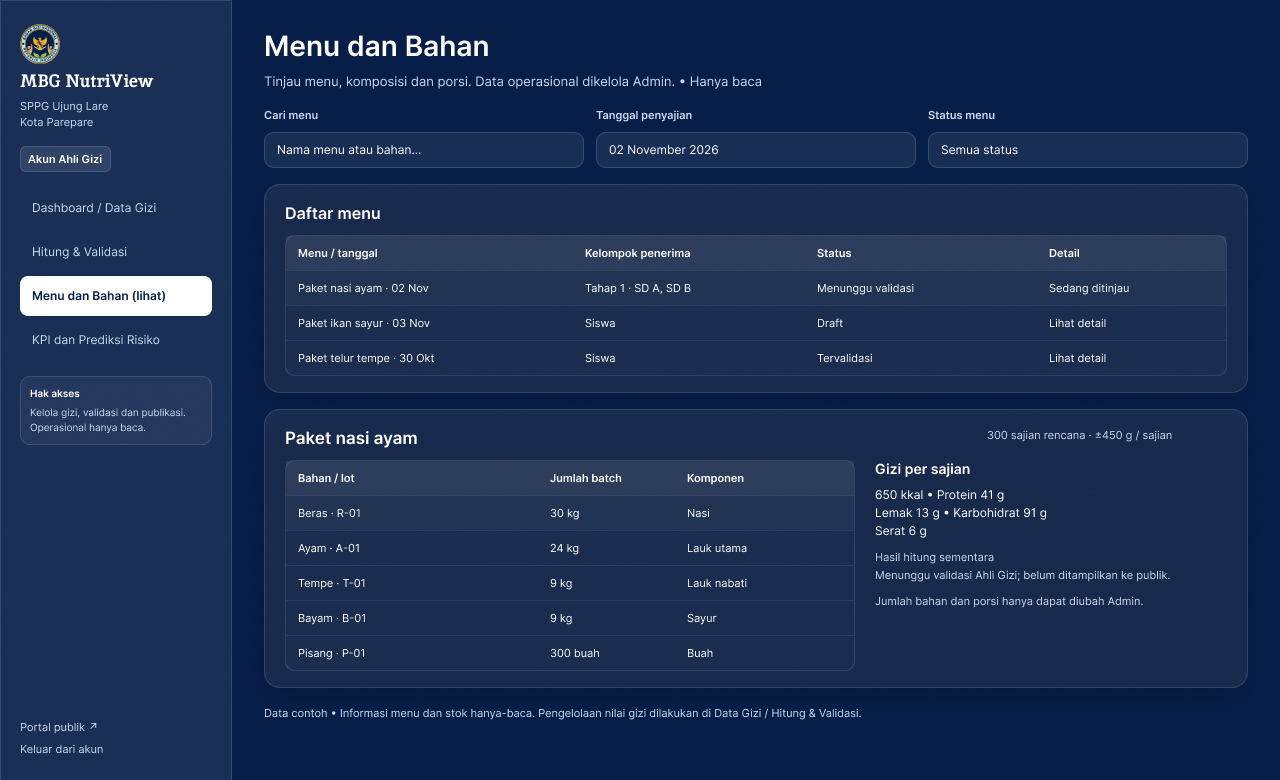 MBG NutriView
SPPG Ujung Lare
Kota Parepare
Akun Ahli Gizi
Dashboard / Data Gizi
Hitung & Validasi
Menu dan Bahan (lihat)
KPI dan Prediksi Risiko
Hak akses
Kelola gizi, validasi dan publikasi.
Operasional hanya baca.
Portal publik ↗
Keluar dari akun
Menu dan Bahan
Tinjau menu, komposisi dan porsi. Data operasional dikelola Admin. • Hanya baca
Cari menu Tanggal penyajian Status menu
Nama menu atau bahan... 02 November 2026 Semua status
Daftar menu
Menu / tanggal Kelompok penerima Status Detail
Paket nasi ayam · 02 Nov Tahap 1 · SD A, SD B Menunggu validasi Sedang ditinjau
Paket ikan sayur · 03 Nov Siswa Draft Lihat detail
Paket telur tempe · 30 Okt Siswa Tervalidasi Lihat detail
Paket nasi ayam 300 sajian rencana · ±450 g / sajian
Bahan / lot Jumlah batch Komponen
Beras · R-01 30 kg Nasi
Ayam · A-01 24 kg Lauk utama
Tempe · T-01 9 kg Lauk nabati
Bayam · B-01 9 kg Sayur
Pisang · P-01 300 buah Buah
Gizi per sajian
650 kkal • Protein 41 g
Lemak 13 g • Karbohidrat 91 g
Serat 6 g
Hasil hitung sementara
Menunggu validasi Ahli Gizi; belum ditampilkan ke publik.
Jumlah bahan dan porsi hanya dapat diubah Admin.
Data contoh • Informasi menu dan stok hanya-baca. Pengelolaan nilai gizi dilakukan di Data Gizi / Hitung & Validasi.